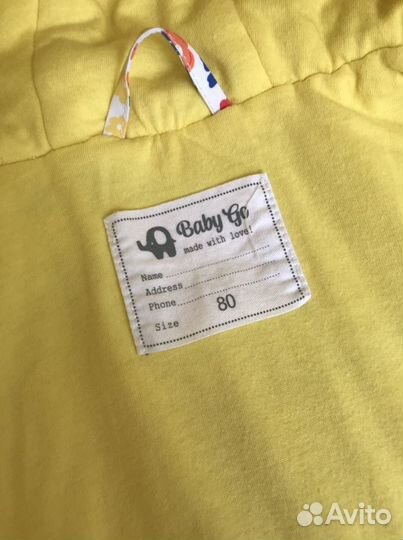 Baby Go
made with love!
Name
Address
Phone
Size 80
Avito